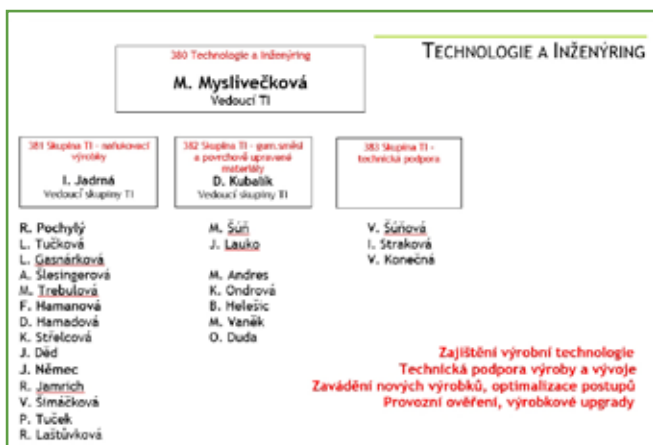 TECHNOLOGIE A INŽENÝRING
380 Technologie a Inženýring
M. Myslivečková
Vedoucí TI
381 Skupina TI - nafukovací
výrobky
I. Jadrná
Vedoucí skupiny TI
382 Skupina TI - gum.směsi
a povrchově upravené
materiály
D. Kubalík
Vedoucí skupiny TI
383 Skupina TI -
technická podpora
R. Pochylý
L. Tučková
L. Gasnárková
A. Šlesingerová
M. Trebulová
F. Hamanová
D. Hamadová
K. Střelcová
J. Děd
J. Němec
R. Jamrich
V. Šimáčková
P. Tuček
R. Laštůvková
M. Šúň
J. Lauko
M. Andres
K. Ondrová
B. Helešic
M. Vaněk
O. Duda
V. Šúňová
I. Straková
V. Konečná
Zajištění výrobní technologie
Technická podpora výroby a vývoje
Zavádění nových výrobků, optimalizace postupů
Provozní ověření, výrobkové upgrady